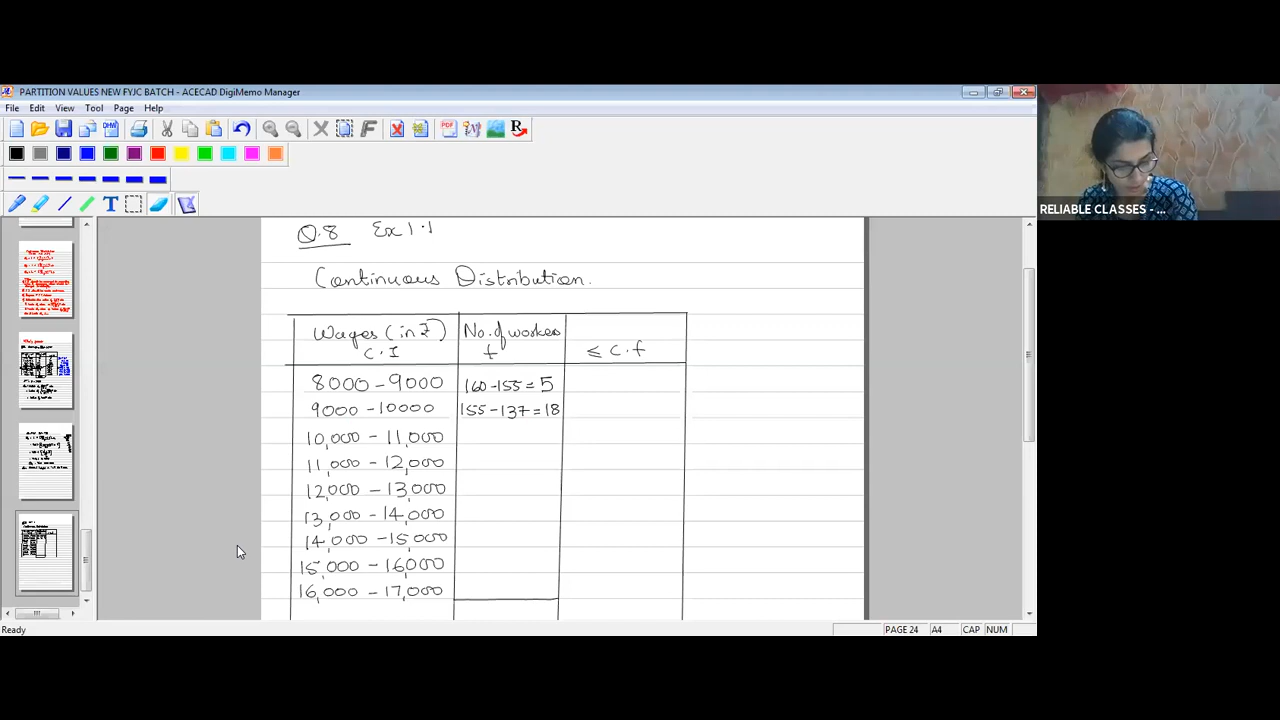 PARTITION VALUES NEW FYJC BATCH - ACECAD DigiMemo Manager
File Edit View Tool Page Help
RELIABLE CLASSES - ...
Q.8 Ex 1.1
Continuous Distribution.
Wages (in ₹) No. of workes
C.I f ≤ c.f
8000 - 9000 160-155=5
9000 - 10000 155-137=18
10,000 - 11,000
11,000 - 12,000
12,000 - 13,000
13,000 - 14,000
14,000 - 15,000
15,000 - 16,000
16,000 - 17,000
Ready PAGE 24 A4 CAP NUM